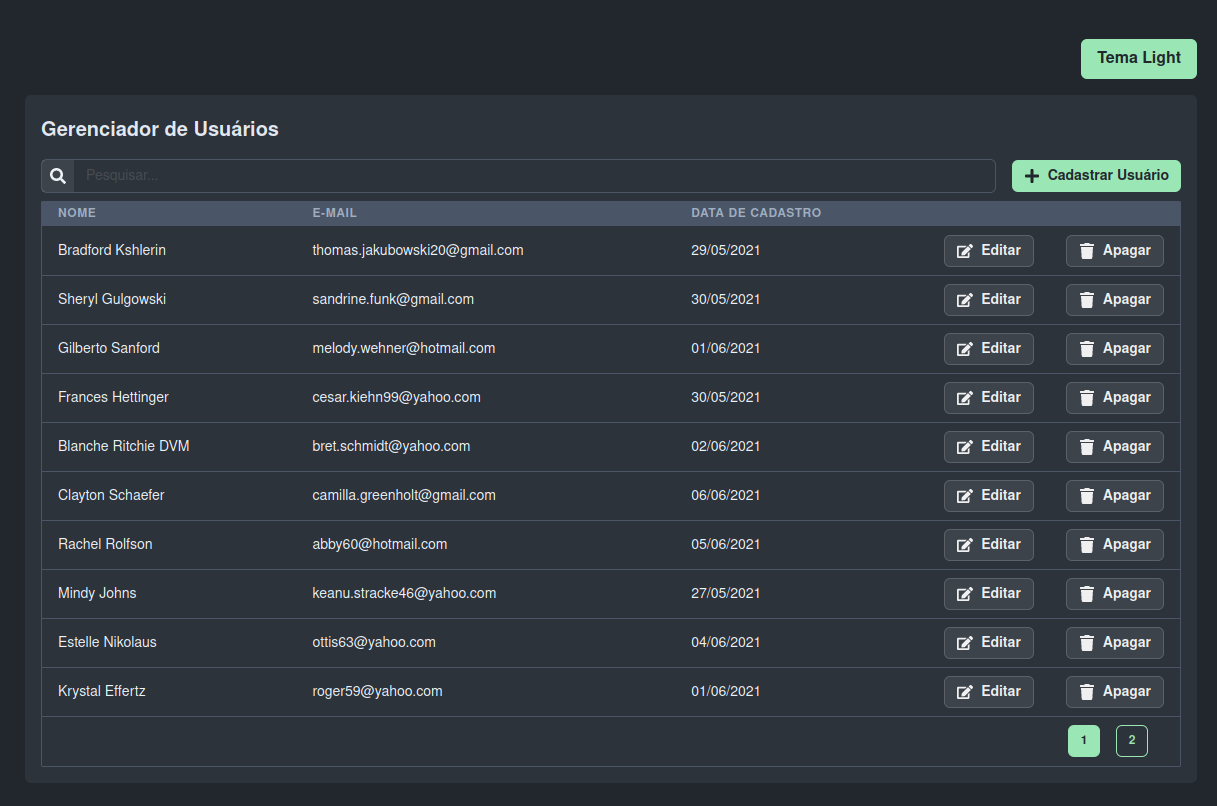 Tema Light
Gerenciador de Usuários
Pesquisar... Cadastrar Usuário
NOME E-MAIL DATA DE CADASTRO
Bradford Kshlerin thomas.jakubowski20@gmail.com 29/05/2021 Editar Apagar
Sheryl Gulgowski sandrine.funk@gmail.com 30/05/2021 Editar Apagar
Gilberto Sanford melody.wehner@hotmail.com 01/06/2021 Editar Apagar
Frances Hettinger cesar.kiehn99@yahoo.com 30/05/2021 Editar Apagar
Blanche Ritchie DVM bret.schmidt@yahoo.com 02/06/2021 Editar Apagar
Clayton Schaefer camilla.greenholt@gmail.com 06/06/2021 Editar Apagar
Rachel Rolfson abby60@hotmail.com 05/06/2021 Editar Apagar
Mindy Johns keanu.stracke46@yahoo.com 27/05/2021 Editar Apagar
Estelle Nikolaus ottis63@yahoo.com 04/06/2021 Editar Apagar
Krystal Effertz roger59@yahoo.com 01/06/2021 Editar Apagar
1 2